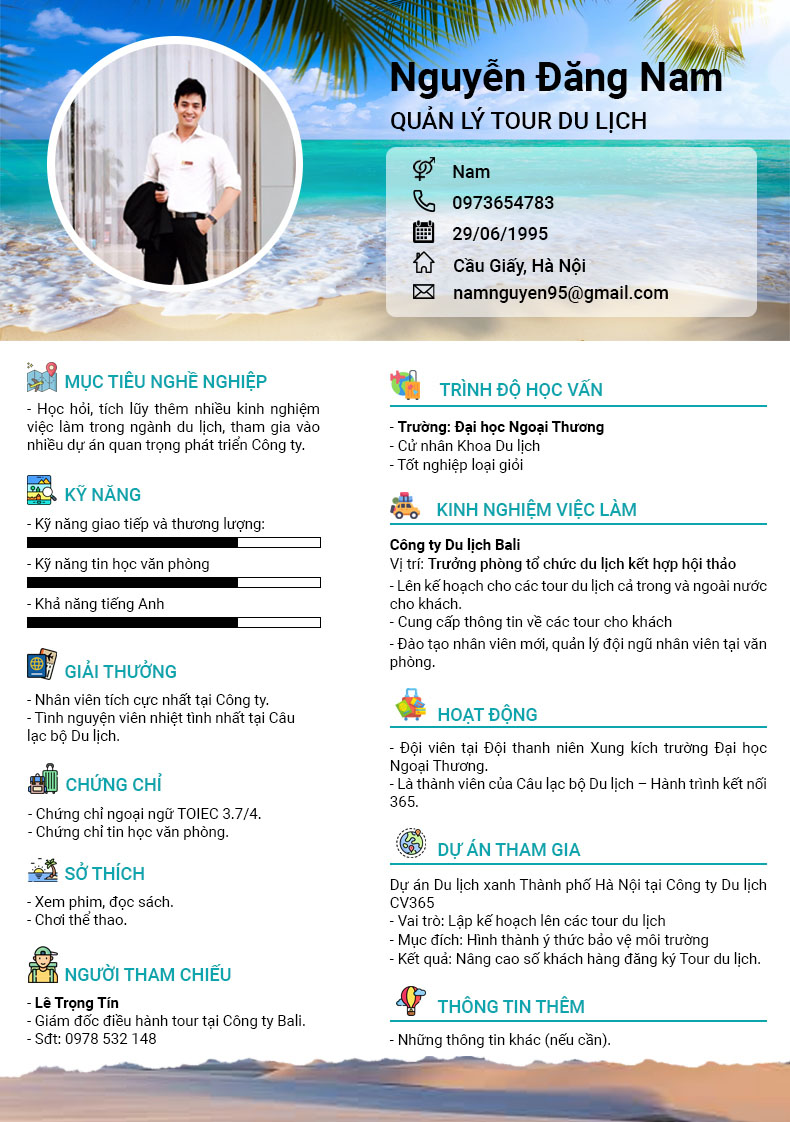 Nguyễn Đăng Nam
QUẢN LÝ TOUR DU LỊCH
Nam
0973654783
29/06/1995
Cầu Giấy, Hà Nội
namnguyen95@gmail.com
MỤC TIÊU NGHỀ NGHIỆP
- Học hỏi, tích lũy thêm nhiều kinh nghiệm
việc làm trong ngành du lịch, tham gia vào
nhiều dự án quan trọng phát triển Công ty.
KỸ NĂNG
- Kỹ năng giao tiếp và thương lượng:
- Kỹ năng tin học văn phòng
- Khả năng tiếng Anh
GIẢI THƯỞNG
- Nhân viên tích cực nhất tại Công ty.
- Tình nguyện viên nhiệt tình nhất tại Câu
lạc bộ Du lịch.
CHỨNG CHỈ
- Chứng chỉ ngoại ngữ TOIEC 3.7/4.
- Chứng chỉ tin học văn phòng.
SỞ THÍCH
- Xem phim, đọc sách.
- Chơi thể thao.
NGƯỜI THAM CHIẾU
- Lê Trọng Tín
- Giám đốc điều hành tour tại Công ty Bali.
- Sđt: 0978 532 148
TRÌNH ĐỘ HỌC VẤN
- Trường: Đại học Ngoại Thương
- Cử nhân Khoa Du lịch
- Tốt nghiệp loại giỏi
KINH NGHIỆM VIỆC LÀM
Công ty Du lịch Bali
Vị trí: Trưởng phòng tổ chức du lịch kết hợp hội thảo
- Lên kế hoạch cho các tour du lịch cả trong và ngoài nước
cho khách.
- Cung cấp thông tin về các tour cho khách
- Đào tạo nhân viên mới, quản lý đội ngũ nhân viên tại văn
phòng.
HOẠT ĐỘNG
- Đội viên tại Đội thanh niên Xung kích trường Đại học
Ngoại Thương.
- Là thành viên của Câu lạc bộ Du lịch – Hành trình kết nối
365.
DỰ ÁN THAM GIA
Dự án Du lịch xanh Thành phố Hà Nội tại Công ty Du lịch
CV365
- Vai trò: Lập kế hoạch lên các tour du lịch
- Mục đích: Hình thành ý thức bảo vệ môi trường
- Kết quả: Nâng cao số khách hàng đăng ký Tour du lịch.
THÔNG TIN THÊM
- Những thông tin khác (nếu cần).